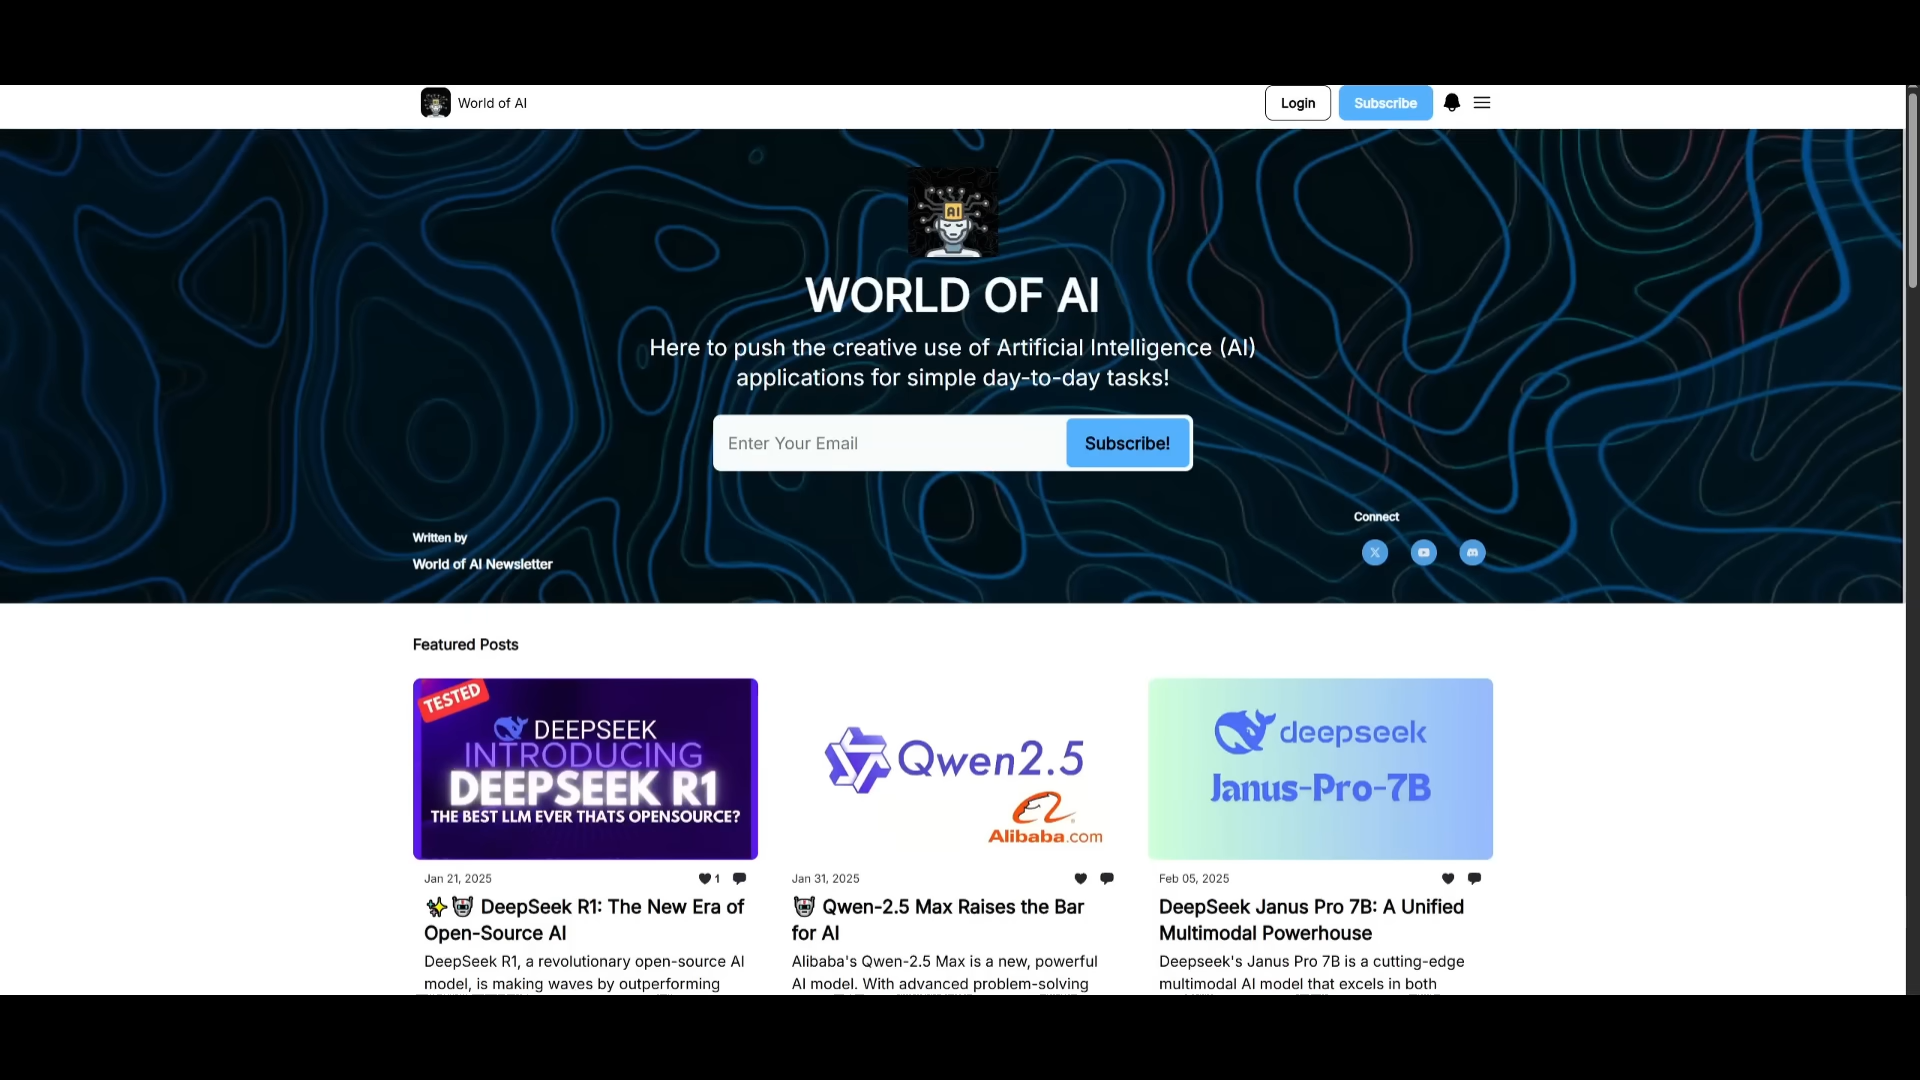 World of AI
Login
Subscribe
AI
WORLD OF AI
Here to push the creative use of Artificial Intelligence (AI)
applications for simple day-to-day tasks!
Enter Your Email
Subscribe!
Connect
Written by
World of AI Newsletter
Featured Posts
TESTED
DEEPSEEK
INTRODUCING
DEEPSEEK R1
THE BEST LLM EVER THATS OPENSOURCE?
Qwen2.5
Alibaba.com
deepseek
Janus-Pro-7B
Jan 21, 2025
1
Jan 31, 2025
Feb 05, 2025
DeepSeek R1: The New Era of
Open-Source AI
Qwen-2.5 Max Raises the Bar
for AI
DeepSeek Janus Pro 7B: A Unified
Multimodal Powerhouse
DeepSeek R1, a revolutionary open-source AI
model, is making waves by outperforming
Alibaba's Qwen-2.5 Max is a new, powerful
AI model. With advanced problem-solving
Deepseek's Janus Pro 7B is a cutting-edge
multimodal AI model that excels in both